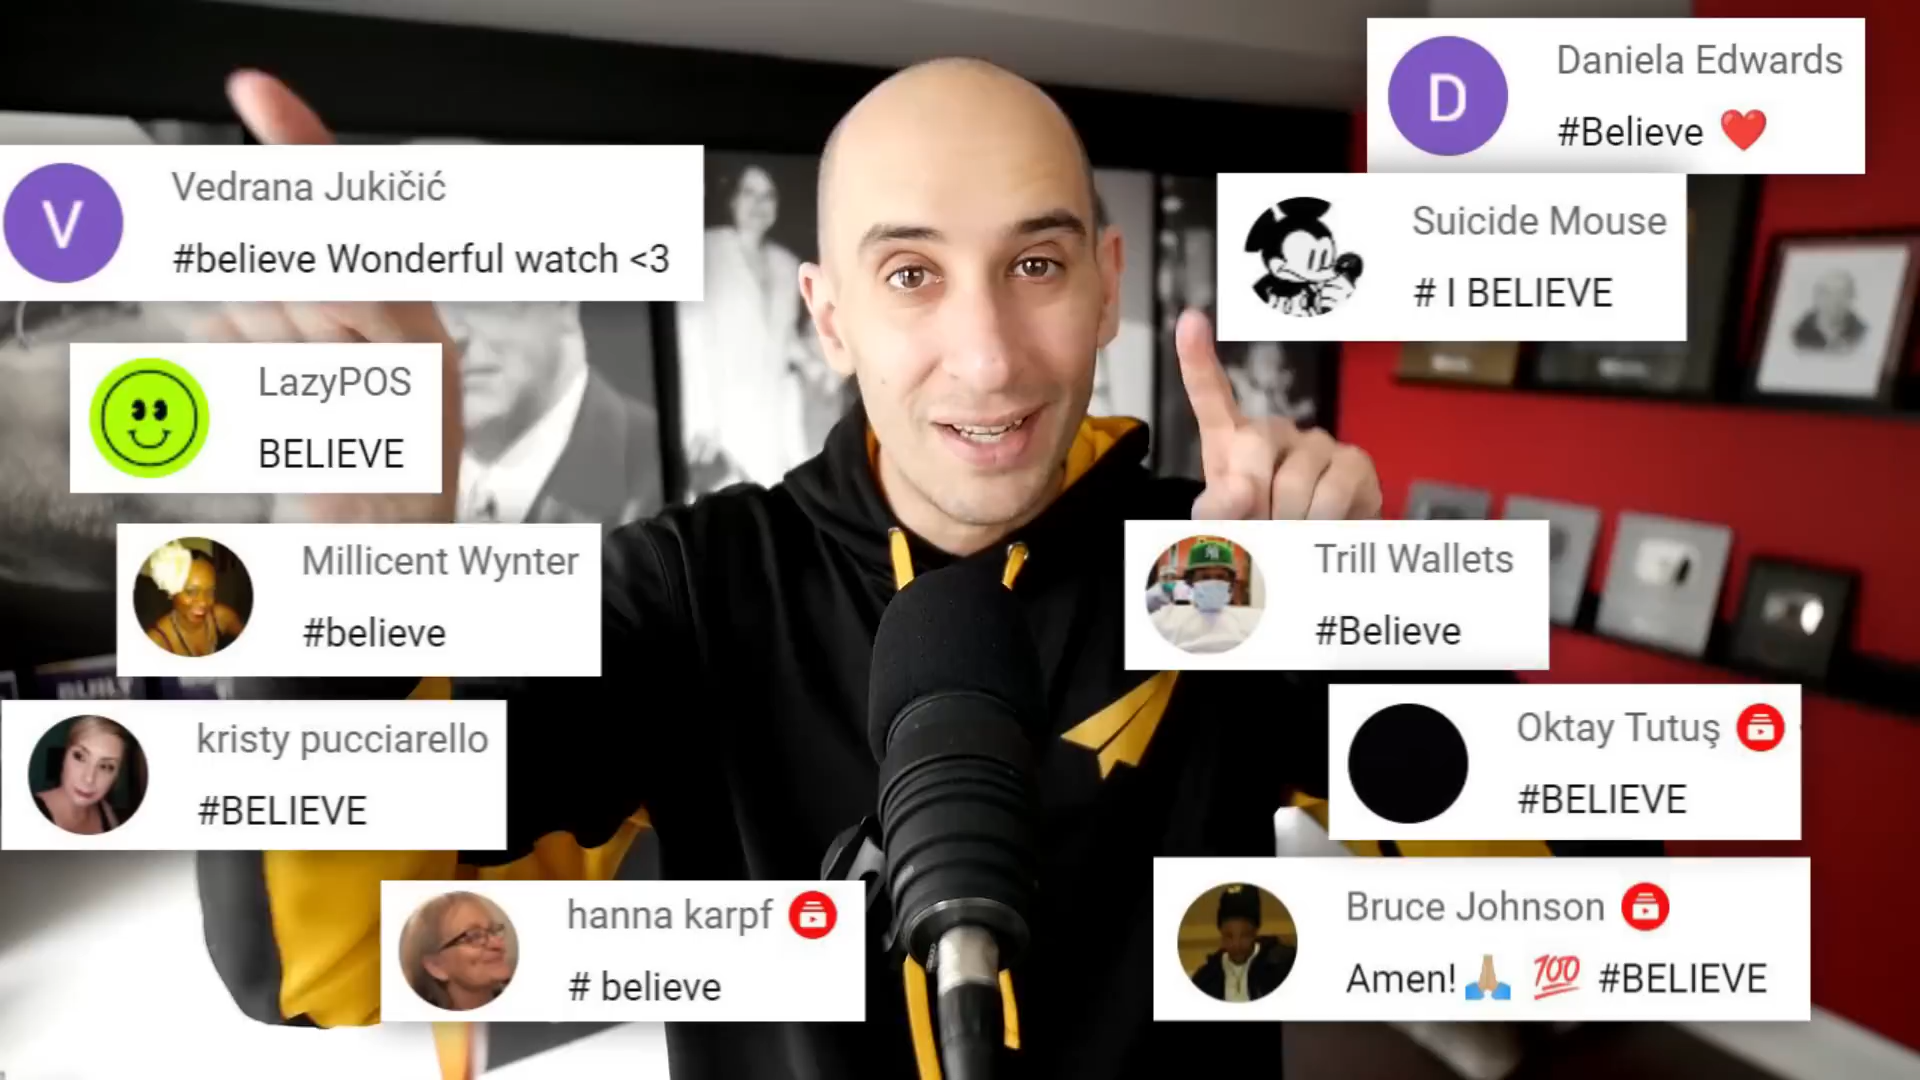 Daniela Edwards
#Believe ❤️
D
Vedrana Jukičić
#believe Wonderful watch <3
V
Suicide Mouse
# I BELIEVE
LazyPOS
BELIEVE
Millicent Wynter
#believe
Trill Wallets
#Believe
kristy pucciarello
#BELIEVE
Oktay Tutuş
#BELIEVE
hanna karpf
# believe
Bruce Johnson
Amen!🙏🏼 💯 #BELIEVE